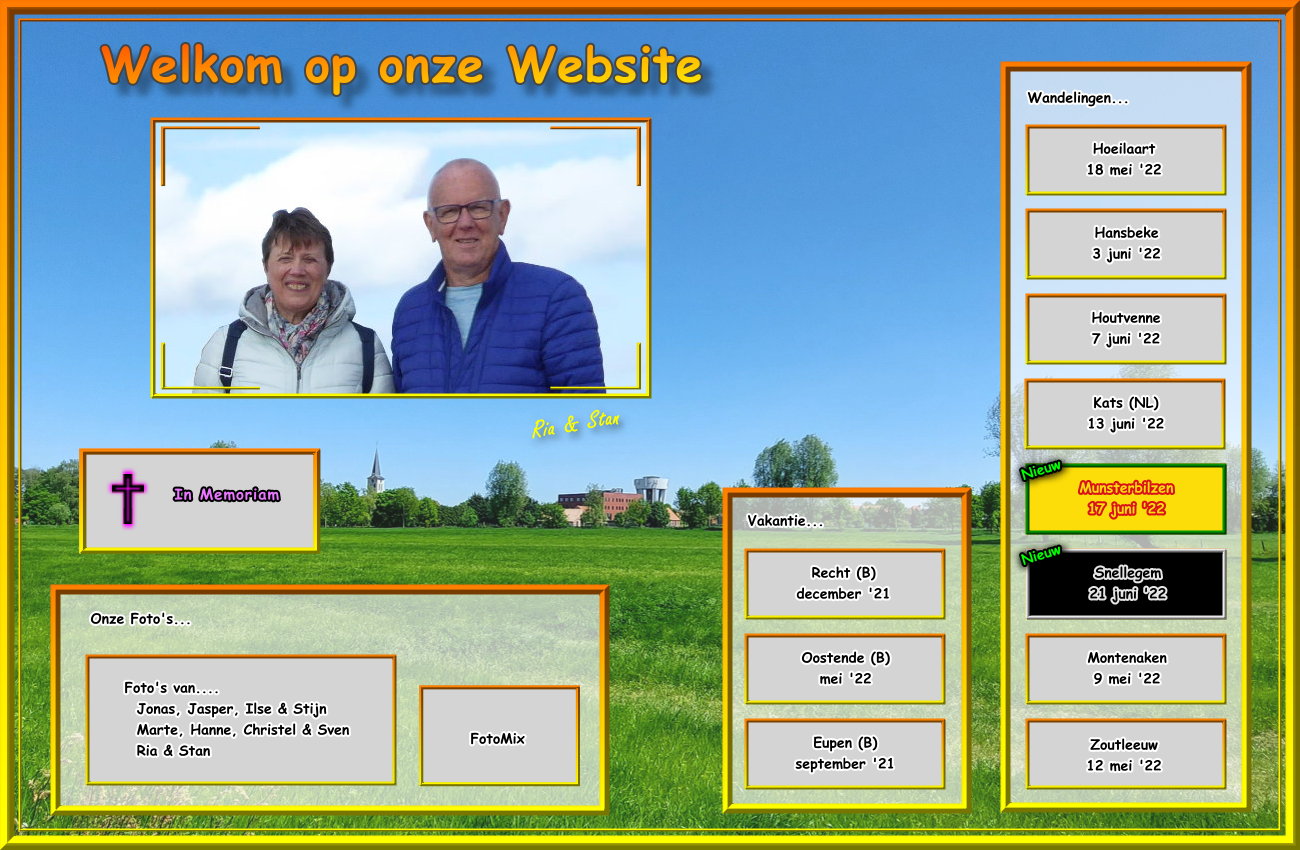 Welkom op onze Website
Ria & Stan
In Memoriam
Onze Foto's...
Foto's van....
Jonas, Jasper, Ilse & Stijn
Marte, Hanne, Christel & Sven
Ria & Stan
FotoMix
Vakantie...
Recht (B)
december '21
Oostende (B)
mei '22
Eupen (B)
september '21
Wandelingen...
Hoeilaart
18 mei '22
Hansbeke
3 juni '22
Houtvenne
7 juni '22
Kats (NL)
13 juni '22
Nieuw
Munsterbilzen
17 juni '22
Nieuw
Snellegem
21 juni '22
Montenaken
9 mei '22
Zoutleeuw
12 mei '22